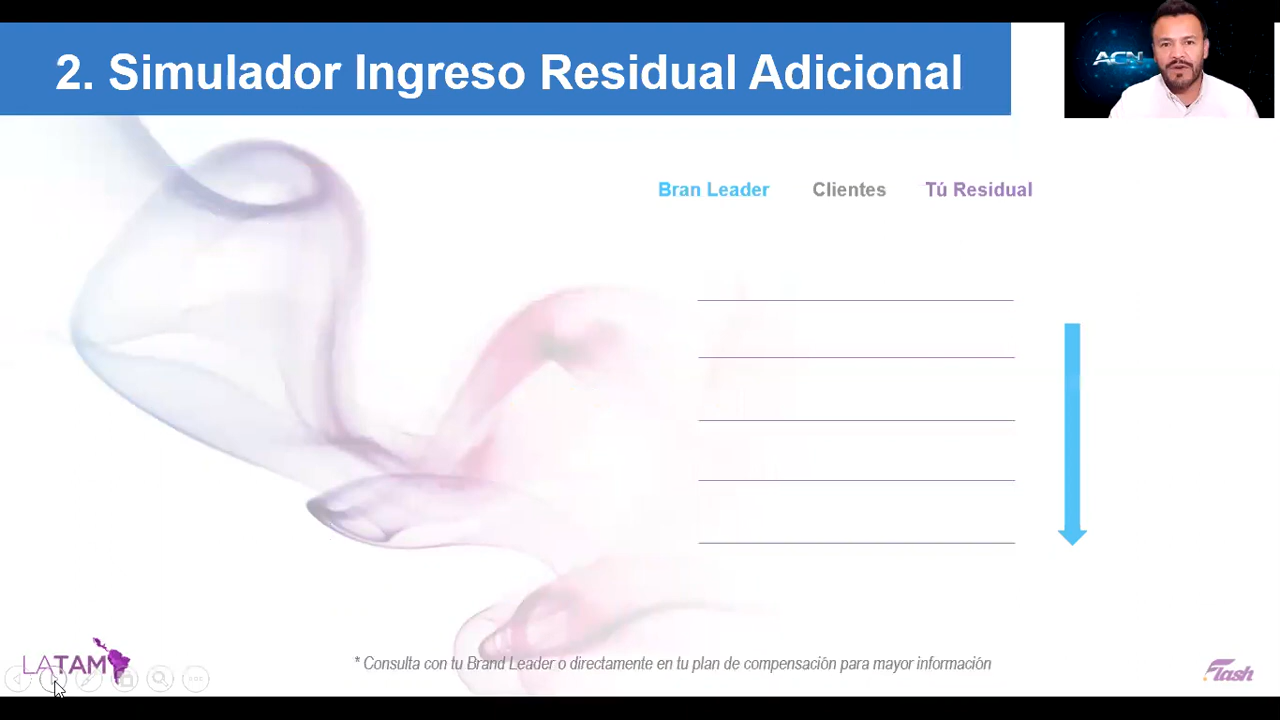 2. Simulador Ingreso Residual Adicional
ACN
Bran Leader Clientes Tú Residual
* Consulta con tu Brand Leader o directamente en tu plan de compensación para mayor información
LATAM
Flash